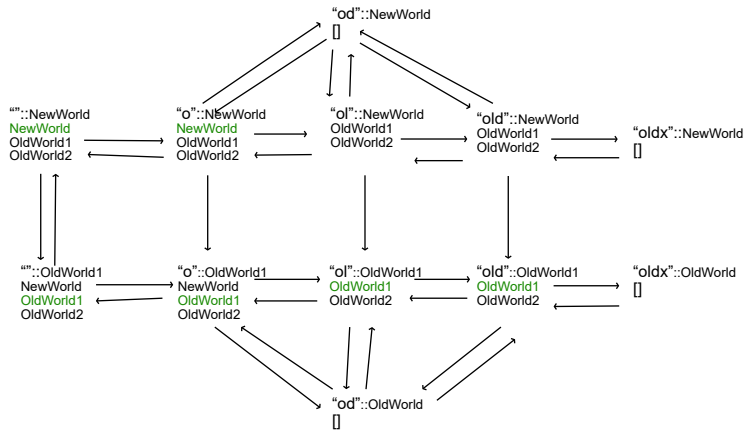 “od”::NewWorld
[]
“”::NewWorld
NewWorld
OldWorld1
OldWorld2
“o”::NewWorld
NewWorld
OldWorld1
OldWorld2
“ol”::NewWorld
OldWorld1
OldWorld2
“old”::NewWorld
OldWorld1
OldWorld2
“oldx”::NewWorld
[]
“”::OldWorld1
NewWorld
OldWorld1
OldWorld2
“o”::OldWorld1
NewWorld
OldWorld1
OldWorld2
“ol”::OldWorld1
OldWorld1
OldWorld2
“old”::OldWorld1
OldWorld1
OldWorld2
“oldx”::OldWorld
[]
“od”::OldWorld
[]